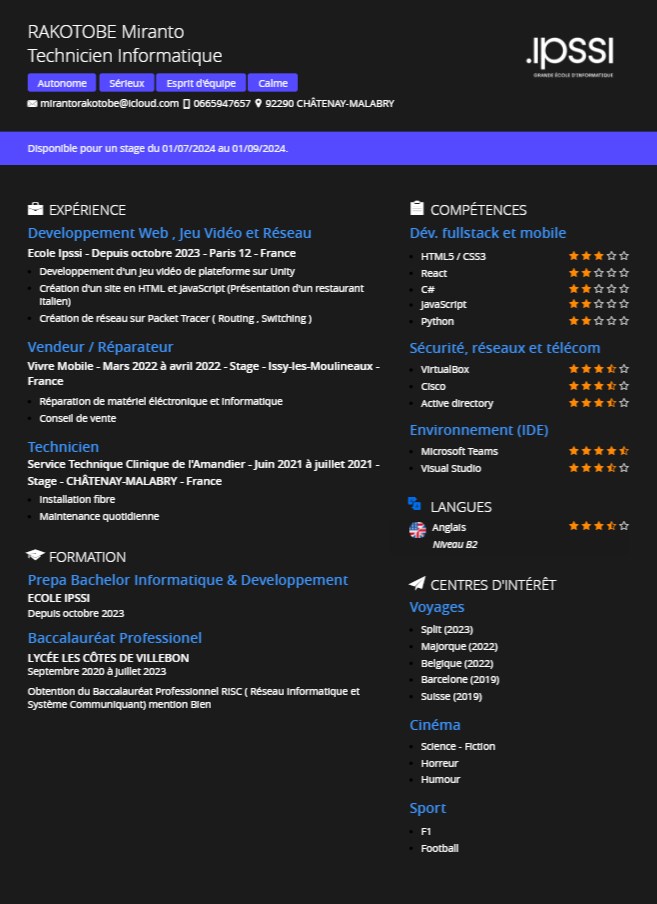 RAKOTOBE Miranto
Technicien Informatique
Autonome Sérieux Esprit d'équipe Calme
mirantorakotobe@icloud.com 0665947657 92290 CHÂTENAY-MALABRY
.IPSSI
GRANDE ÉCOLE D'INFORMATIQUE
Disponible pour un stage du 01/07/2024 au 01/09/2024.
EXPÉRIENCE
Developpement Web , Jeu Vidéo et Réseau
Ecole Ipssi - Depuis octobre 2023 - Paris 12 - France
Developpement d'un jeu vidéo de plateforme sur Unity
Création d'un site en HTML et JavaScript (Présentation d'un restaurant
italien)
Création de réseau sur Packet Tracer ( Routing , Switching )
Vendeur / Réparateur
Vivre Mobile - Mars 2022 à avril 2022 - Stage - Issy-les-Moulineaux -
France
Réparation de matériel éléctronique et informatique
Conseil de vente
Technicien
Service Technique Clinique de l'Amandier - Juin 2021 à juillet 2021 -
Stage - CHÂTENAY-MALABRY - France
Installation fibre
Maintenance quotidienne
FORMATION
Prepa Bachelor Informatique & Developpement
ECOLE IPSSI
Depuis octobre 2023
Baccalauréat Professionel
LYCÉE LES CÔTES DE VILLEBON
Septembre 2020 à juillet 2023
Obtention du Baccalauréat Professionnel RISC ( Réseau Informatique et
Système Communiquant) mention Bien
COMPÉTENCES
Dév. fullstack et mobile
HTML5 / CSS3
React
C#
JavaScript
Python
Sécurité, réseaux et télécom
VirtualBox
Cisco
Active directory
Environnement (IDE)
Microsoft Teams
Visual Studio
LANGUES
Anglais
Niveau B2
CENTRES D'INTÉRÊT
Voyages
Split (2023)
Majorque (2022)
Belgique (2022)
Barcelone (2019)
Suisse (2019)
Cinéma
Science - Fiction
Horreur
Humour
Sport
F1
Football